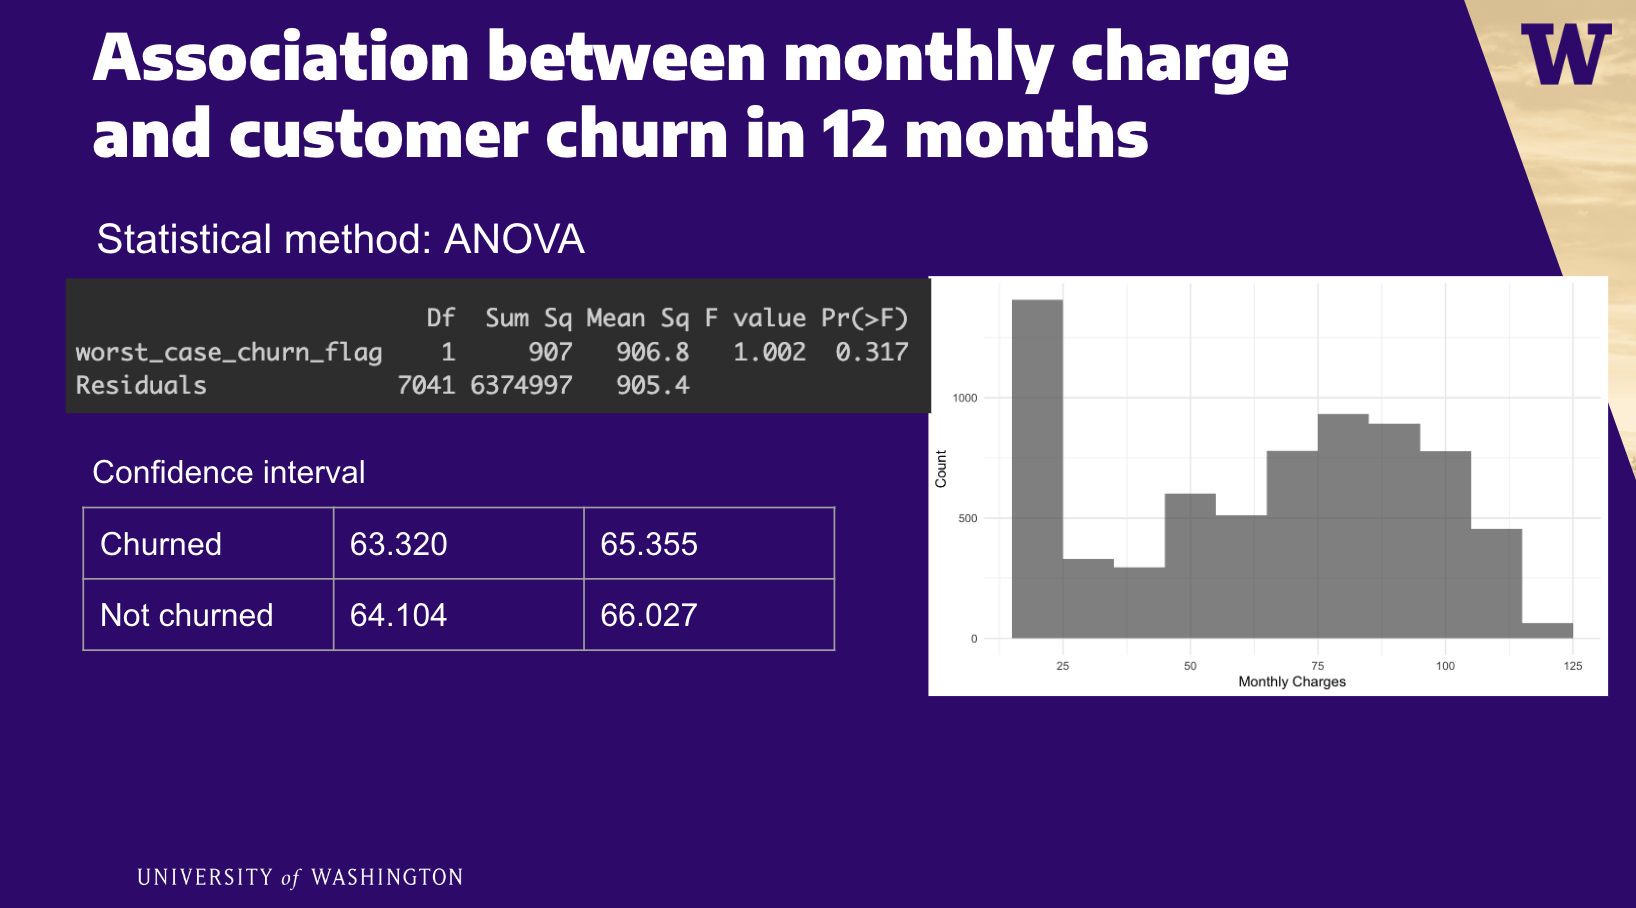 Association between monthly charge
and customer churn in 12 months
W
Statistical method: ANOVA
Df Sum Sq Mean Sq F value Pr(>F)
worst_case_churn_flag 1 907 906.8 1.002 0.317
Residuals 7041 6374997 905.4
Confidence interval
Churned 63.320 65.355
Not churned 64.104 66.027
Count
1000
500
0
25 50 75 100 125
Monthly Charges
UNIVERSITY of WASHINGTON